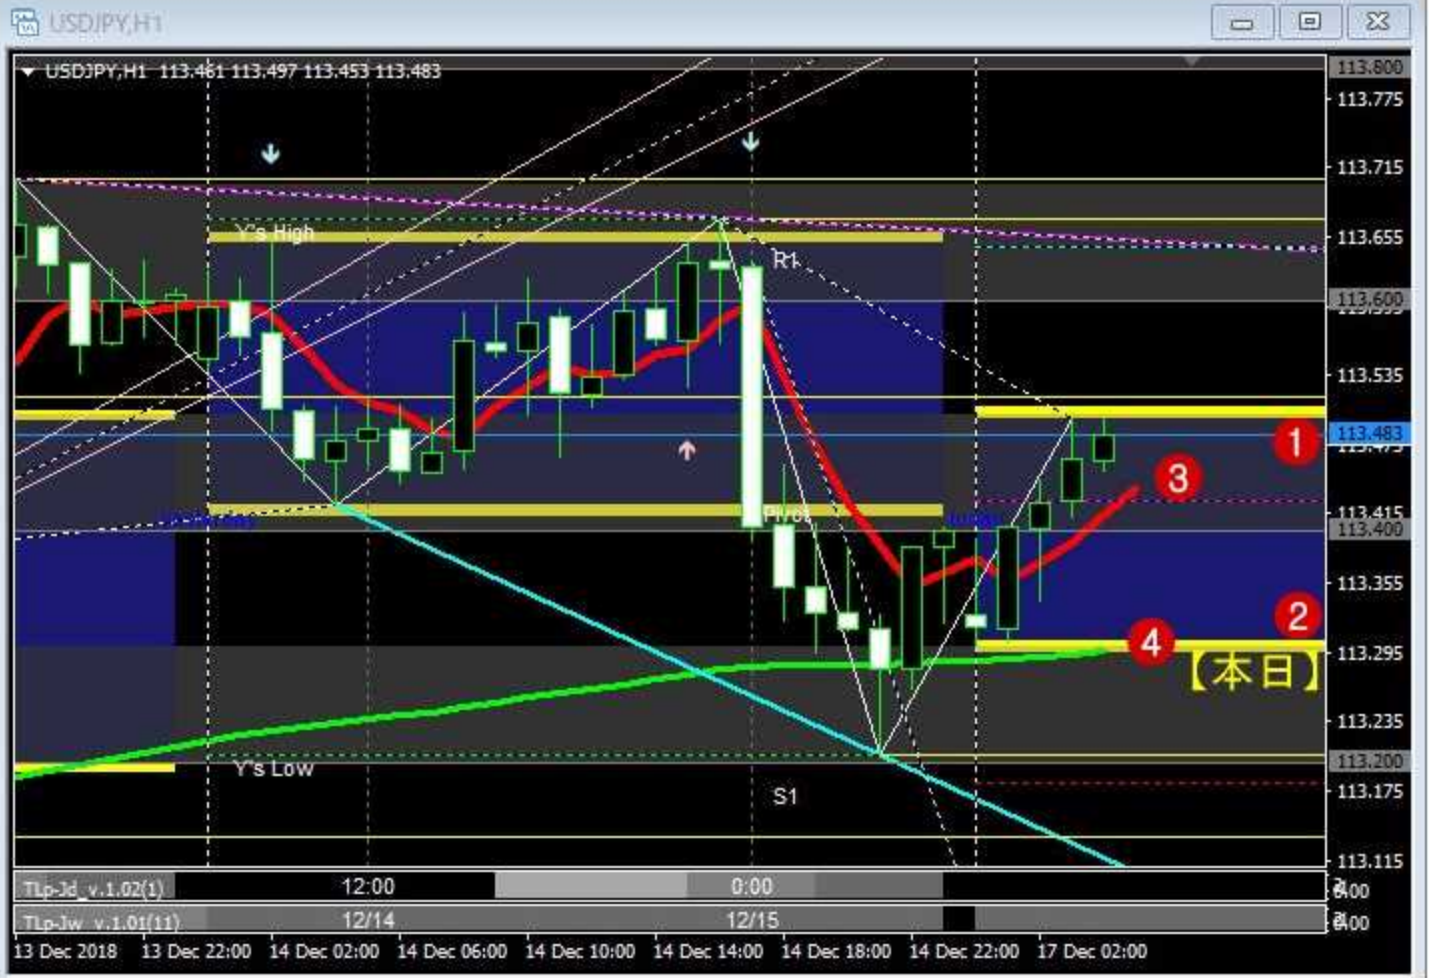 USDJPY,H1
USDJPY,H1 113.461 113.497 113.453 113.483
113.800
113.775
113.715
Y's High
113.655
R1
113.600
113.535
113.483
1
3
113.415
Pivot
113.400
113.355
2
4
113.295
【本日】
113.235
Y's Low
113.200
113.175
S1
113.115
TLp-Jd_v.1.02(1)
12:00
0:00
TLp-Jw_v.1.01(11)
12/14
12/15
13 Dec 2018
13 Dec 22:00
14 Dec 02:00
14 Dec 06:00
14 Dec 10:00
14 Dec 14:00
14 Dec 18:00
14 Dec 22:00
17 Dec 02:00